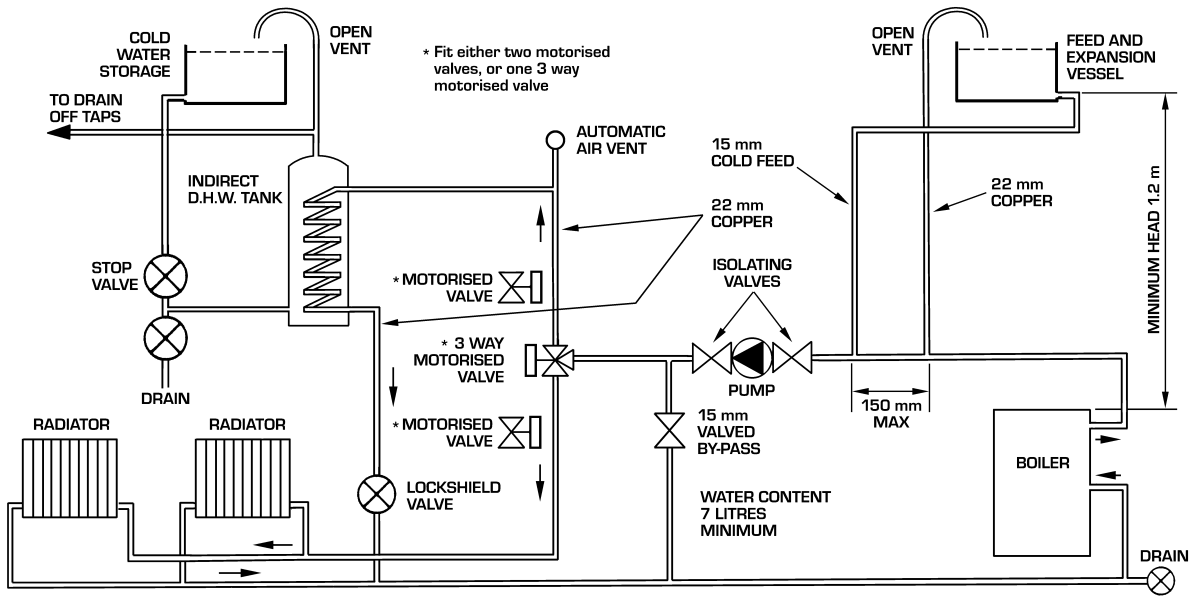 COLD
WATER
STORAGE
OPEN
VENT
* Fit either two motorised
valves, or one 3 way
motorised valve
OPEN
VENT
FEED AND
EXPANSION
VESSEL
TO DRAIN
OFF TAPS
AUTOMATIC
AIR VENT
15 mm
COLD FEED
INDIRECT
D.H.W. TANK
22 mm
COPPER
22 mm
COPPER
MINIMUM HEAD 1.2 m
STOP
VALVE
* MOTORISED
VALVE
ISOLATING
VALVES
* 3 WAY
MOTORISED
VALVE
PUMP
DRAIN
150 mm
MAX
RADIATOR
RADIATOR
* MOTORISED
VALVE
15 mm
VALVED
BY-PASS
BOILER
LOCKSHIELD
VALVE
WATER CONTENT
7 LITRES
MINIMUM
DRAIN